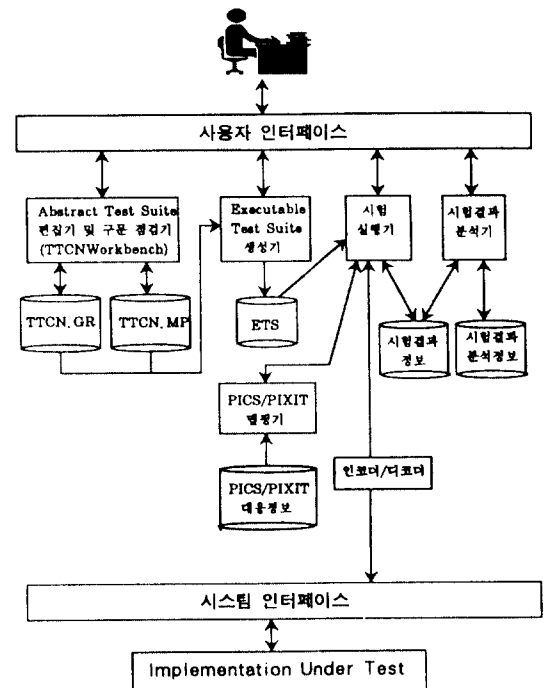 사용자 인터페이스
Abstract Test Suite
편집기 및 구문 점검기
(TTCNWorkbench)
Executable
Test Suite
생성기
시험
실행기
시험결과
분석기
TTCN.GR
TTCN.MP
ETS
시험결과
정보
시험결과
분석정보
PICS/PIXIT
맵핑기
인코더/디코더
PICS/PIXIT
대응정보
시스템 인터페이스
Implementation Under Test